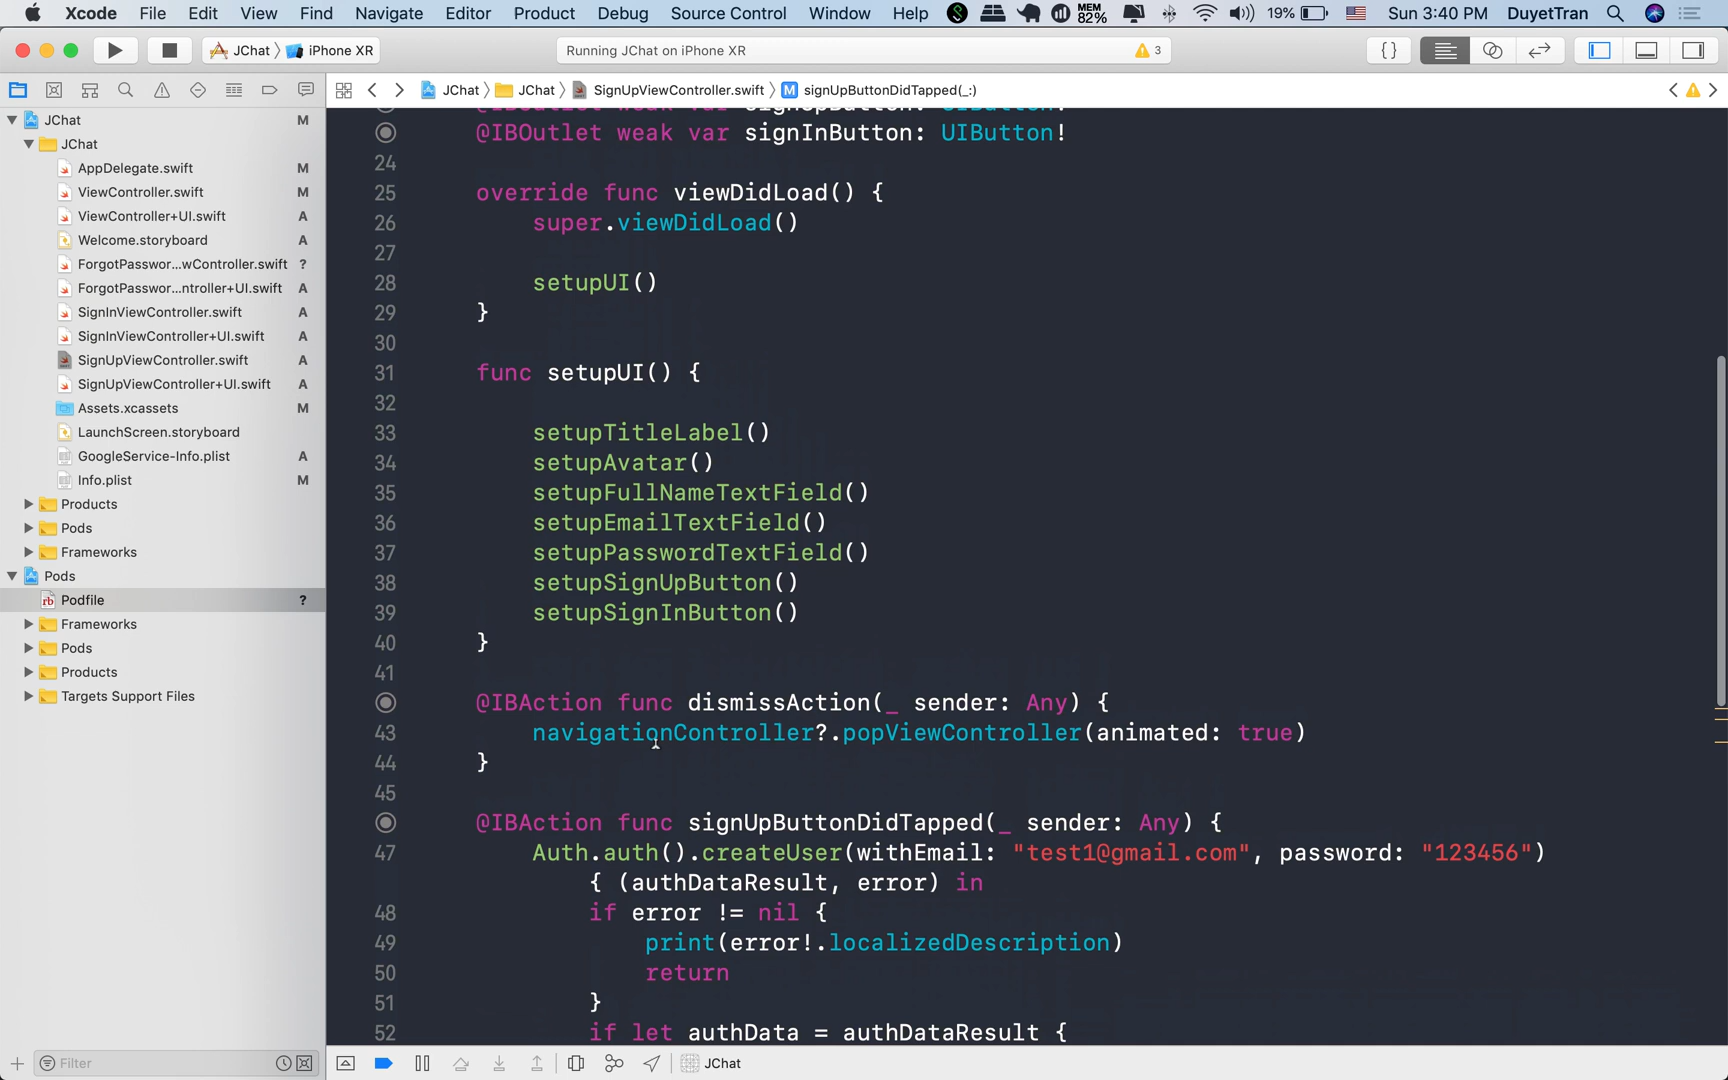 Xcode File Edit View Find Navigate Editor Product Debug Source Control Window Help MEM 82% 19% Sun 3:40 PM DuyetTran
JChat iPhone XR Running JChat on iPhone XR 3 {}
JChat JChat SignUpViewController.swift M signUpButtonDidTapped(_:)
JChat M
JChat
AppDelegate.swift M
ViewController.swift M
ViewController+UI.swift A
Welcome.storyboard A
ForgotPasswor...wController.swift ?
ForgotPasswor...ntroller+UI.swift A
SignInViewController.swift A
SignInViewController+UI.swift A
SignUpViewController.swift A
SignUpViewController+UI.swift A
Assets.xcassets M
LaunchScreen.storyboard
GoogleService-Info.plist A
Info.plist M
Products
Pods
Frameworks
Pods
rb Podfile ?
Frameworks
Pods
Products
Targets Support Files
Filter
@IBOutlet weak var signUpButton: UIButton!
@IBOutlet weak var signInButton: UIButton!
24
25 override func viewDidLoad() {
26 super.viewDidLoad()
27
28 setupUI()
29 }
30
31 func setupUI() {
32
33 setupTitleLabel()
34 setupAvatar()
35 setupFullNameTextField()
36 setupEmailTextField()
37 setupPasswordTextField()
38 setupSignUpButton()
39 setupSignInButton()
40 }
41
@IBAction func dismissAction(_ sender: Any) {
43 navigationController?.popViewController(animated: true)
44 }
45
@IBAction func signUpButtonDidTapped(_ sender: Any) {
47 Auth.auth().createUser(withEmail: "test1@gmail.com", password: "123456")
{ (authDataResult, error) in
48 if error != nil {
49 print(error!.localizedDescription)
50 return
51 }
52 if let authData = authDataResult {
JChat